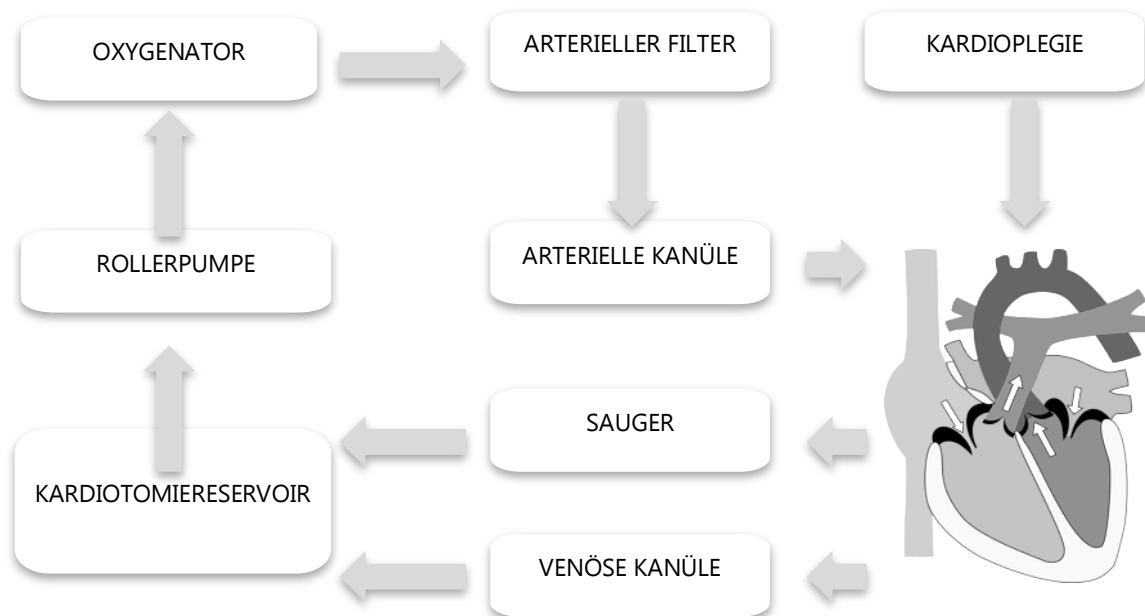 OXYGENATOR
ARTERIELLER FILTER
KARDIOPLEGIE
ROLLERPUMPE
ARTERIELLE KANÜLE
SAUGER
KARDIOTOMIERESERVOIR
VENÖSE KANÜLE